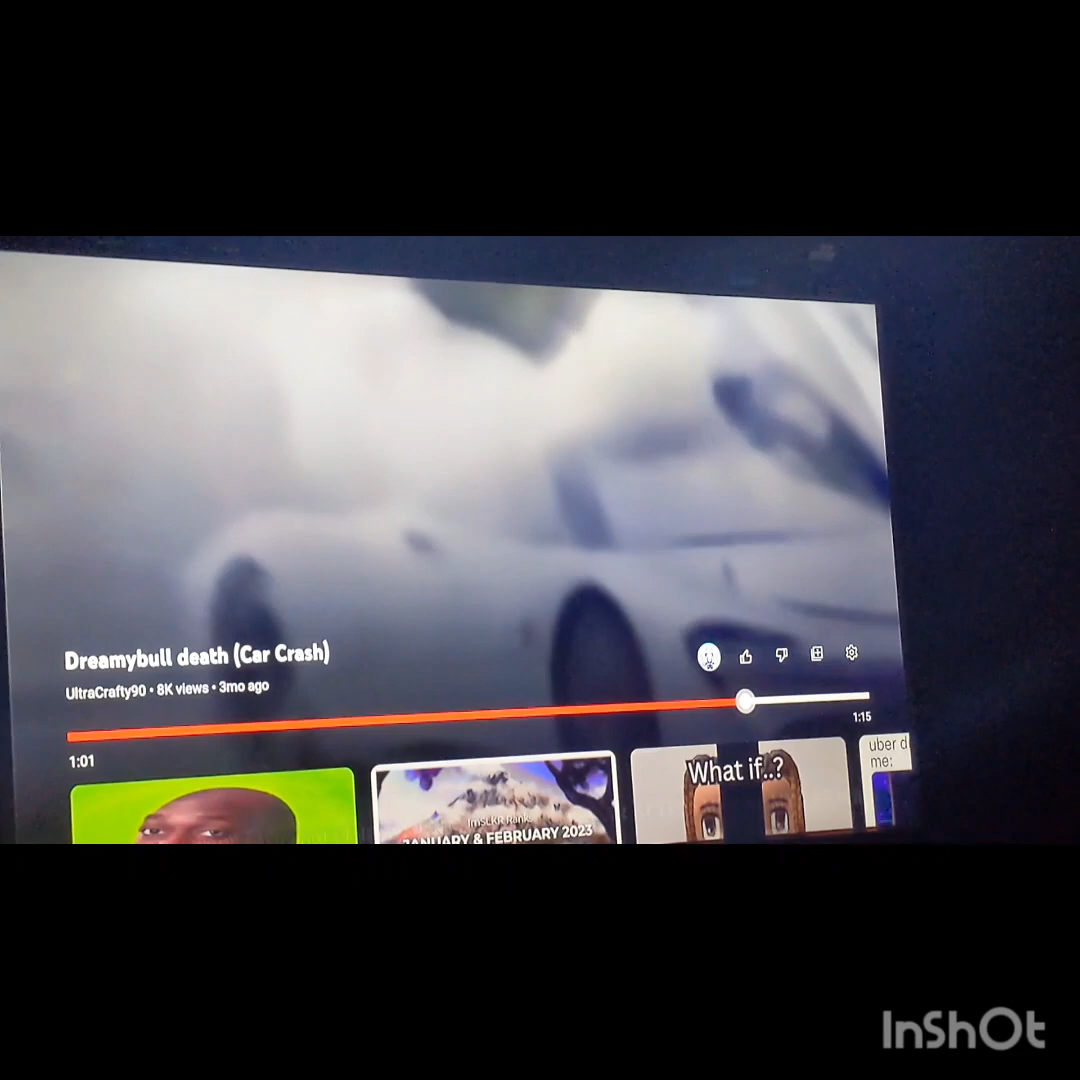 Dreamybull death (Car Crash)
UltraCrafty90 • 8K views • 3mo ago
1:15
1:01
What if..?
uber d
me:
ImSLKR Ranks
JANUARY & FEBRUARY 2023
InShOt